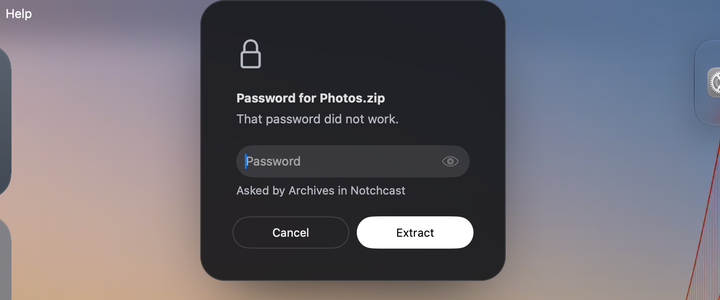 Help
Password for Photos.zip
That password did not work.
Password
Asked by Archives in Notchcast
Cancel
Extract